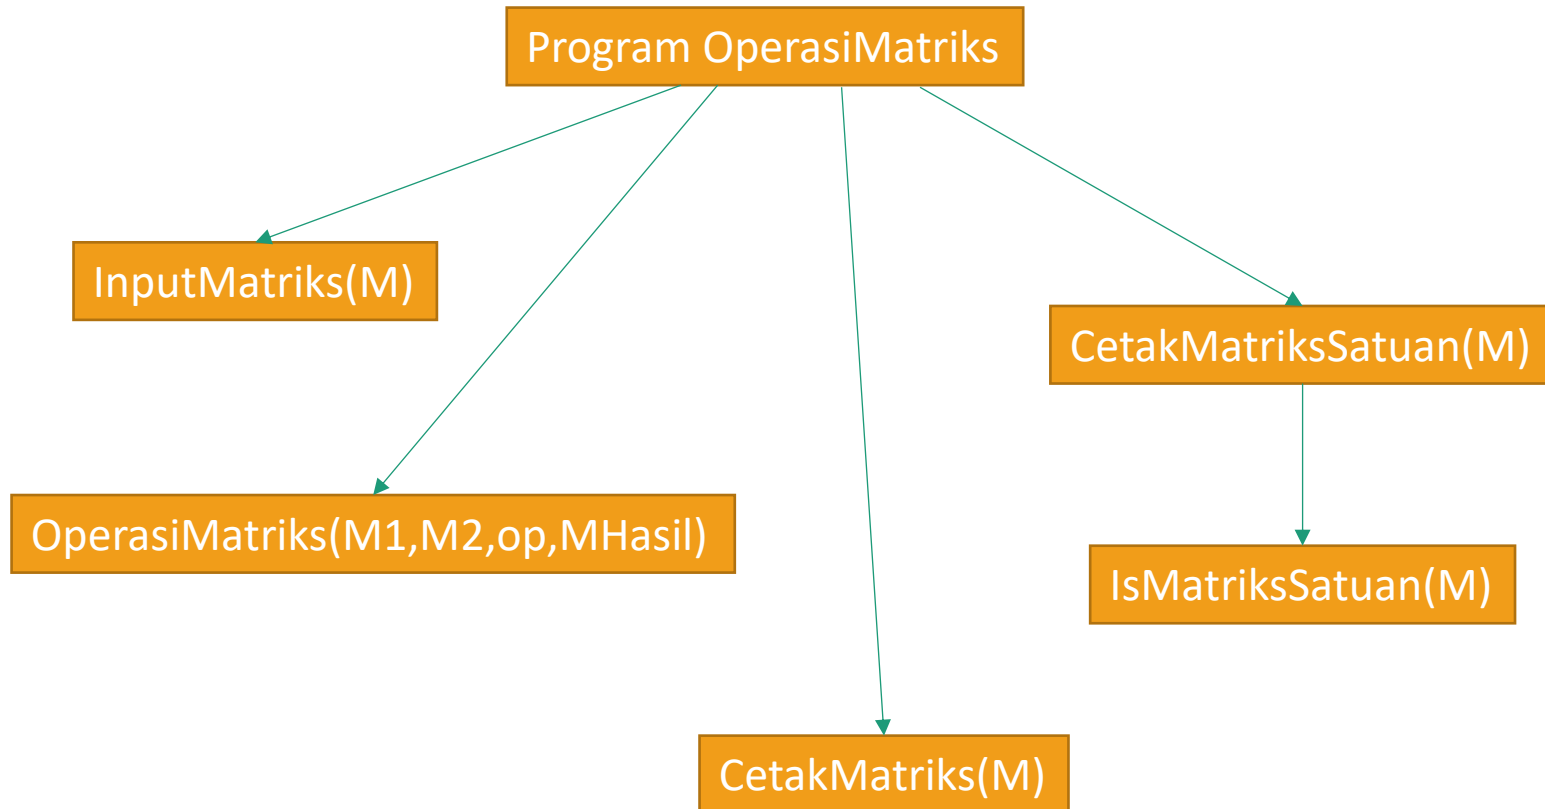 Program OperasiMatriks
InputMatriks(M)
CetakMatriksSatuan(M)
OperasiMatriks(M1,M2,op,MHasil)
IsMatriksSatuan(M)
CetakMatriks(M)